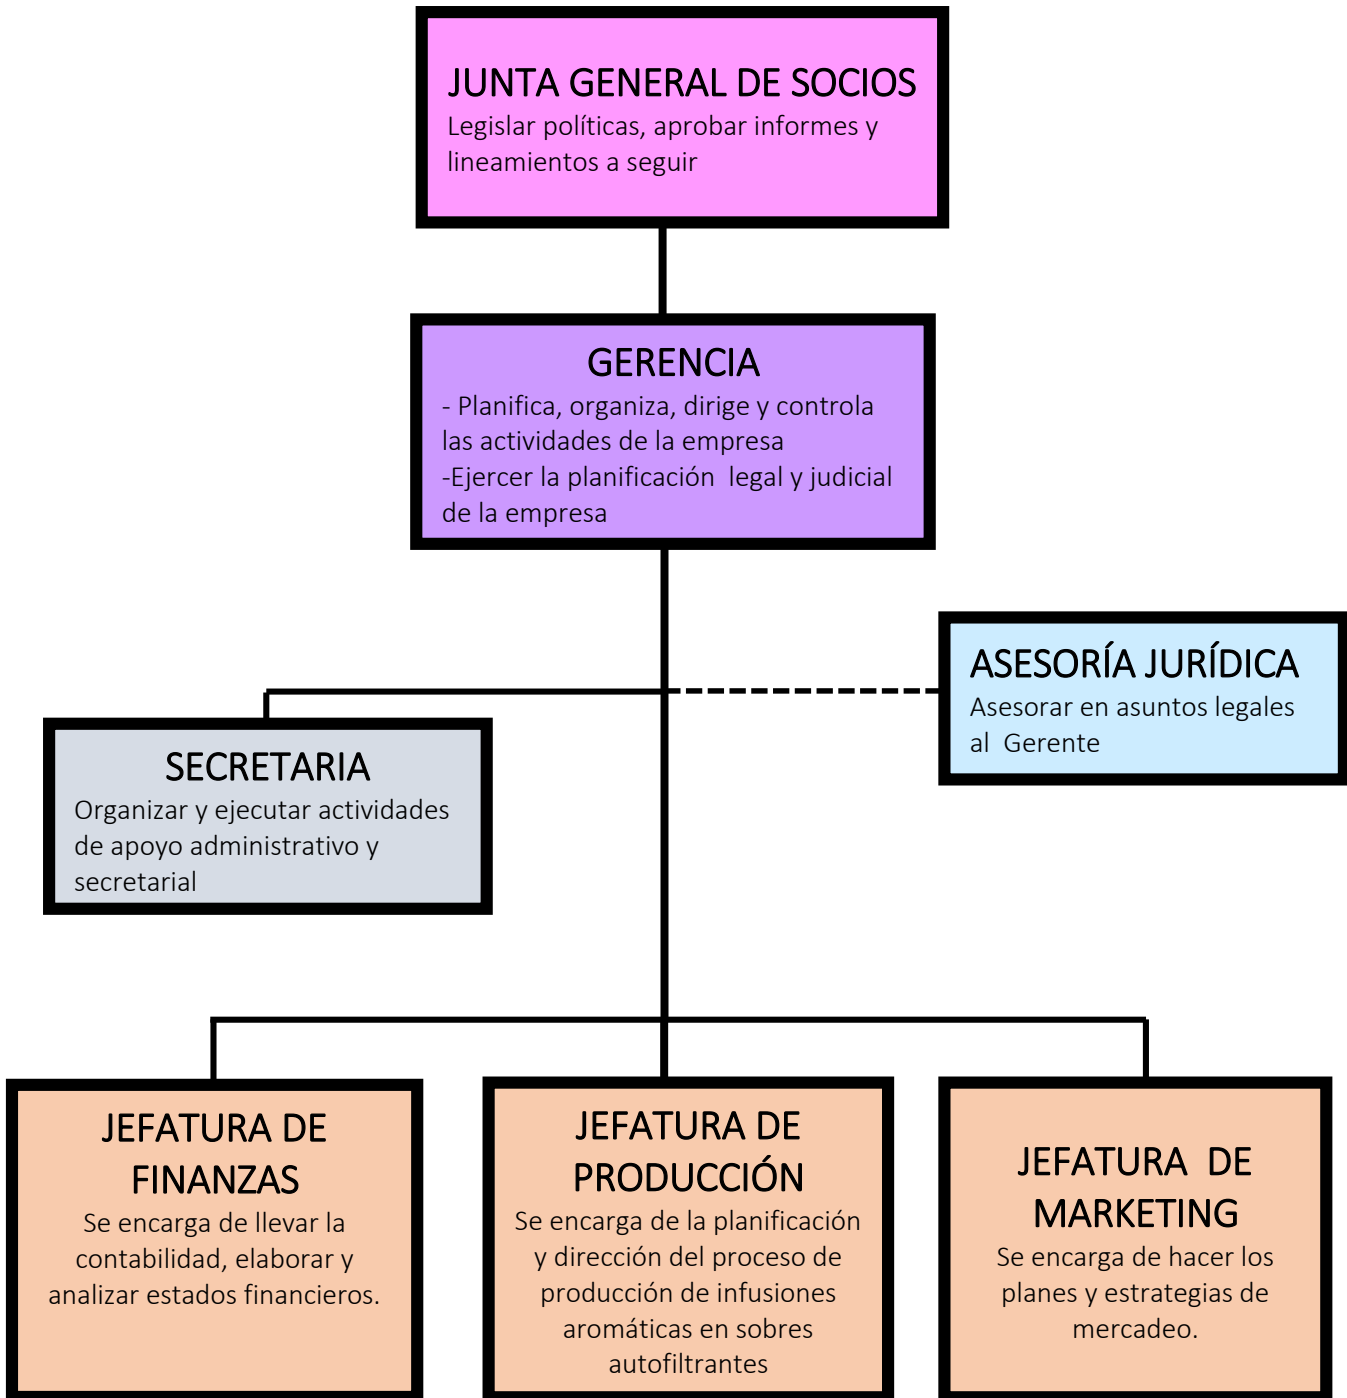 JUNTA GENERAL DE SOCIOS
Legislar políticas, aprobar informes y
lineamientos a seguir
GERENCIA
- Planifica, organiza, dirige y controla
las actividades de la empresa
-Ejercer la planificación  legal y judicial
de la empresa
ASESORÍA JURÍDICA
Asesorar en asuntos legales
al  Gerente
SECRETARIA
Organizar y ejecutar actividades
de apoyo administrativo y
secretarial
JEFATURA DE
FINANZAS
Se encarga de llevar la
contabilidad, elaborar y
analizar estados financieros.
JEFATURA DE
PRODUCCIÓN
Se encarga de la planificación
y dirección del proceso de
producción de infusiones
aromáticas en sobres
autofiltrantes
JEFATURA  DE
MARKETING
Se encarga de hacer los
planes y estrategias de
mercadeo.